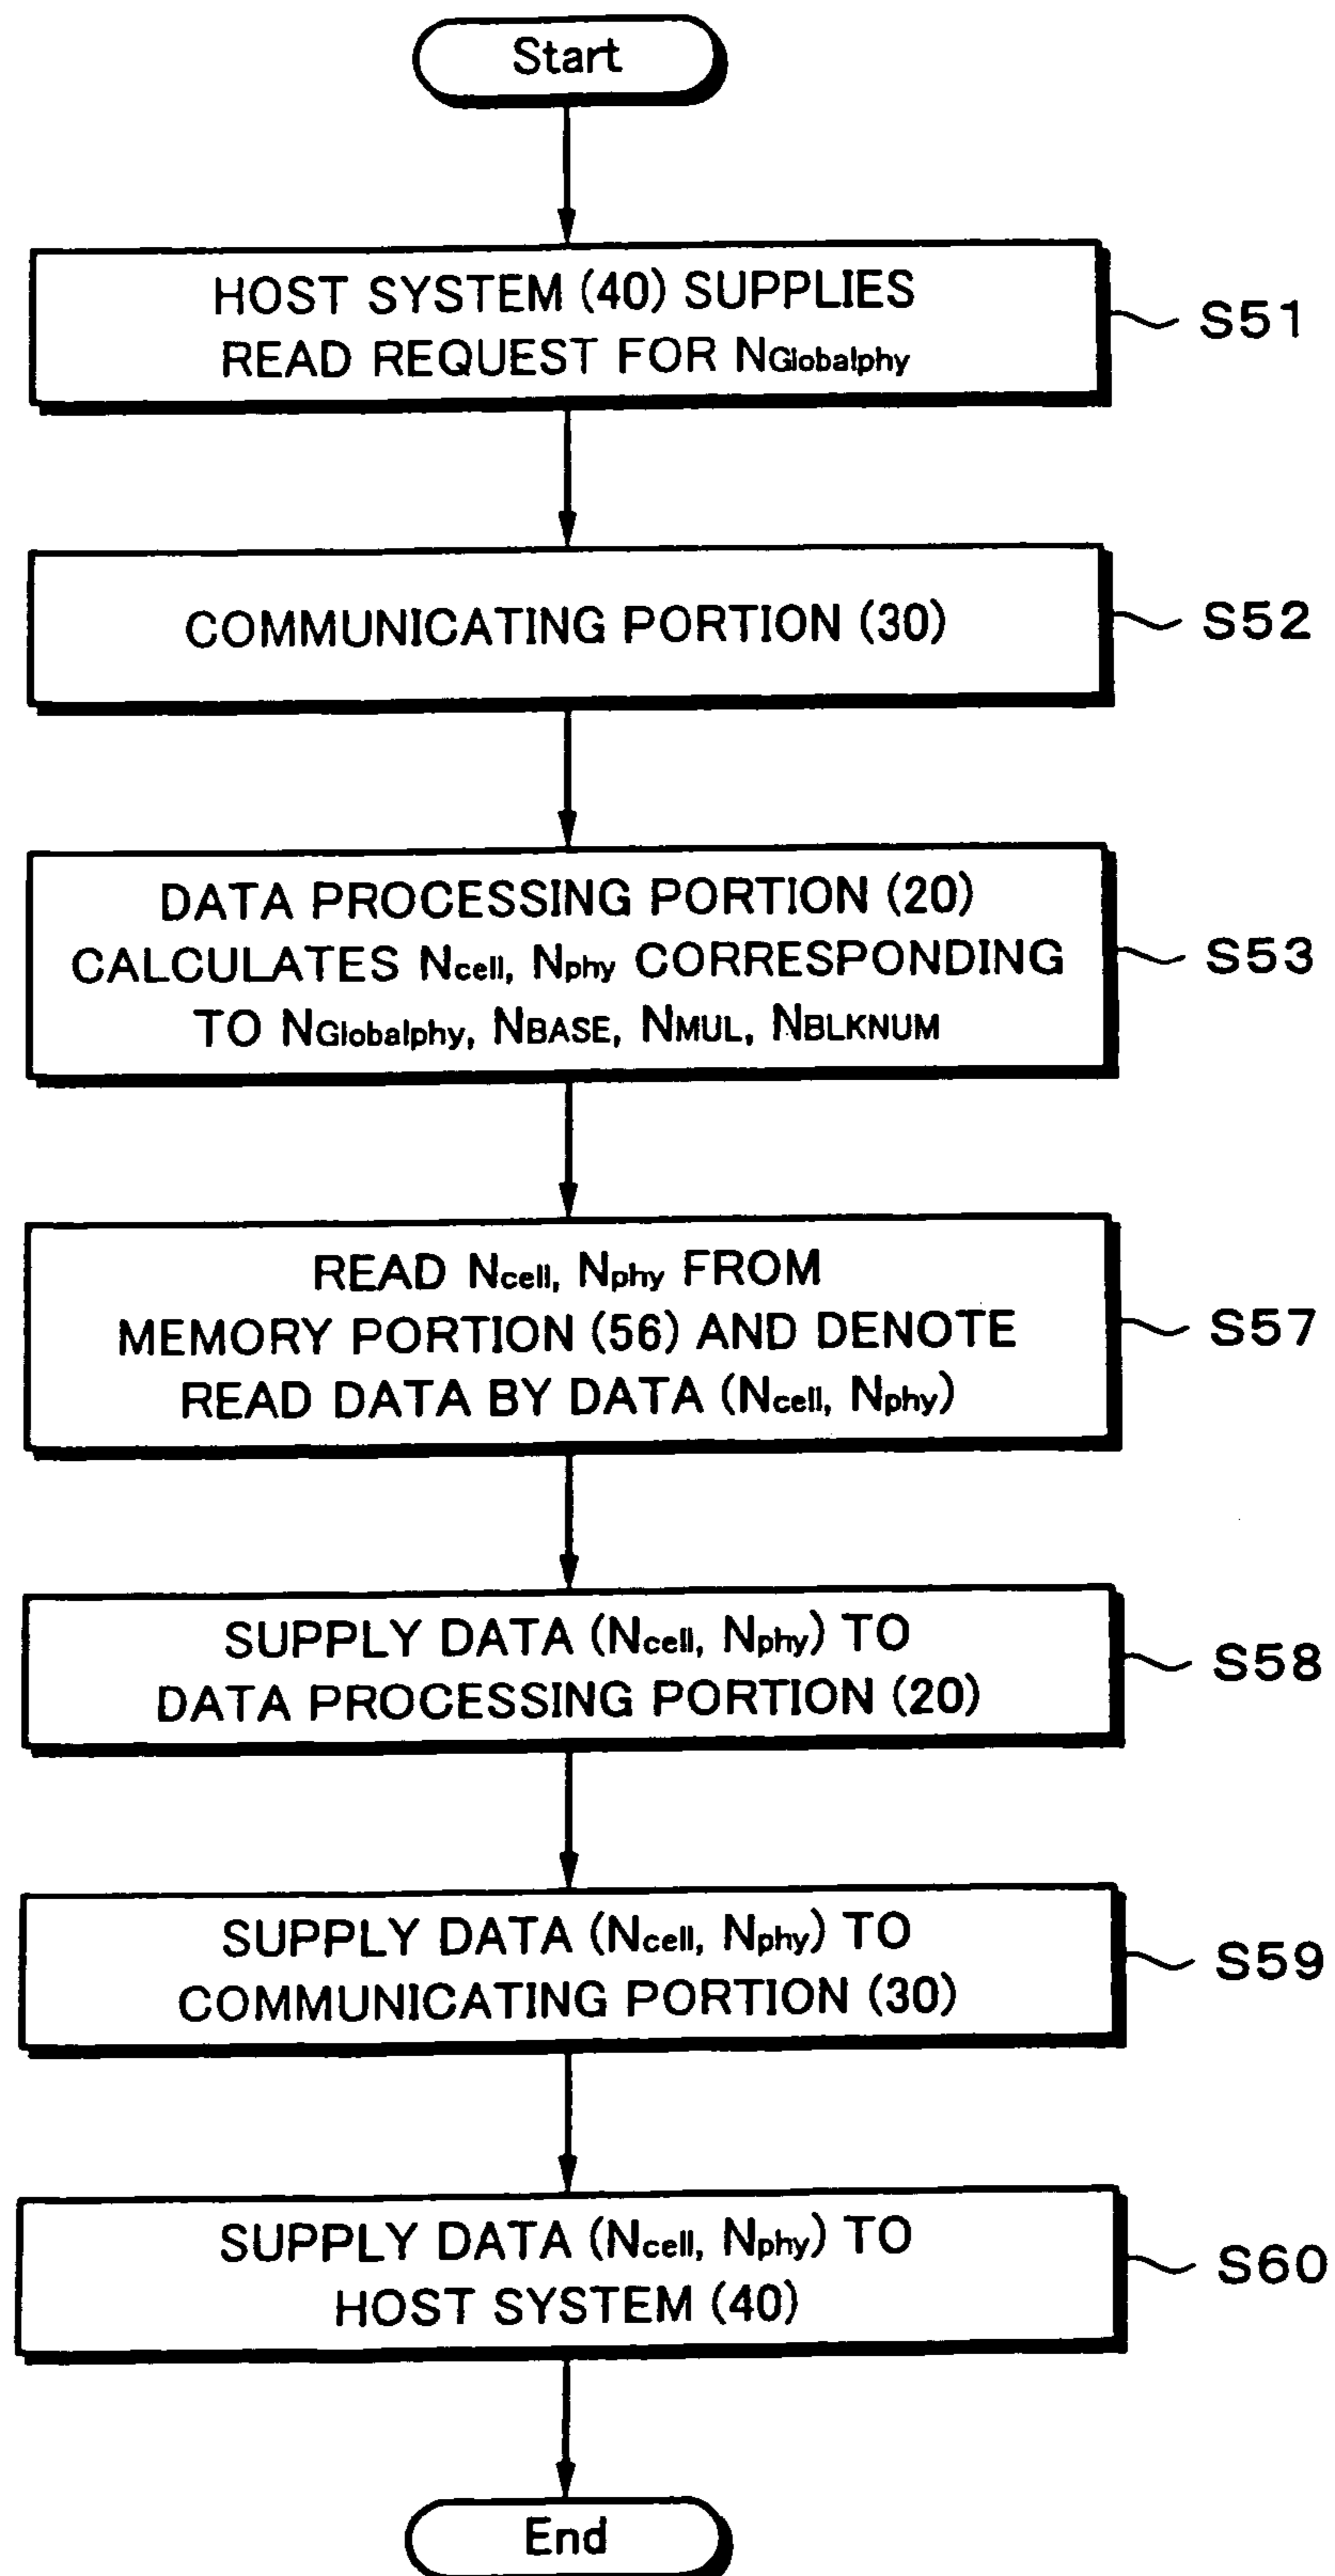 Start
HOST SYSTEM (40) SUPPLIES
READ REQUEST FOR NGlobalphy
S51
COMMUNICATING PORTION (30)
S52
DATA PROCESSING PORTION (20)
CALCULATES Ncell, Nphy CORRESPONDING
TO NGlobalphy, NBASE, NMUL, NBLKNUM
S53
READ Ncell, Nphy FROM
MEMORY PORTION (56) AND DENOTE
READ DATA BY DATA (Ncell, Nphy)
S57
SUPPLY DATA (Ncell, Nphy) TO
DATA PROCESSING PORTION (20)
S58
SUPPLY DATA (Ncell, Nphy) TO
COMMUNICATING PORTION (30)
S59
SUPPLY DATA (Ncell, Nphy) TO
HOST SYSTEM (40)
S60
End